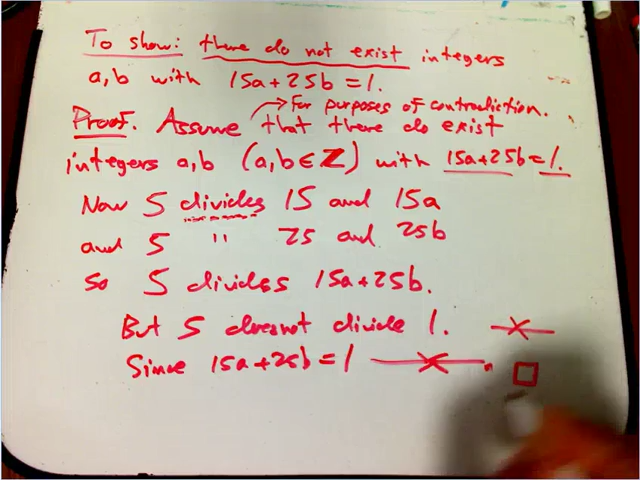 To show: there do not exist integers
a,b with 15a+25b=1.
→ For purposes of contradiction.
Proof. Assume that there do exist
integers a,b (a,b∈ℤ) with 15a+25b=1.
Now 5 divides 15 and 15a
and 5 " 25 and 25b
So 5 divides 15a+25b.
But 5 does not divide 1.
Since 15a+25b=1